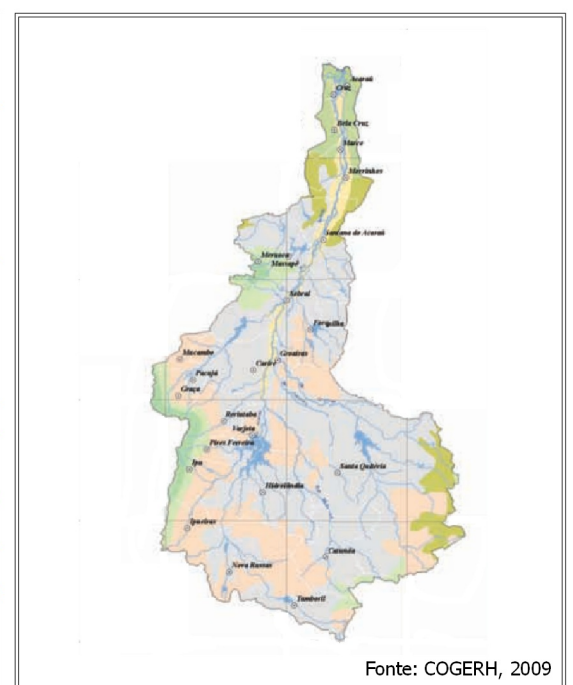 Acaraú
Cruz
Bela Cruz
Marco
Morrinhos
Santana do Acaraú
Meruoca
Massapê
Sobral
Forquilha
Mucambo
Groaíras
Cariré
Pacujá
Graça
Reriutaba
Varjota
Pires Ferreira
Ipu
Santa Quitéria
Hidrolândia
Ipueiras
Catunda
Nova Russas
Tamboril
Fonte: COGERH, 2009